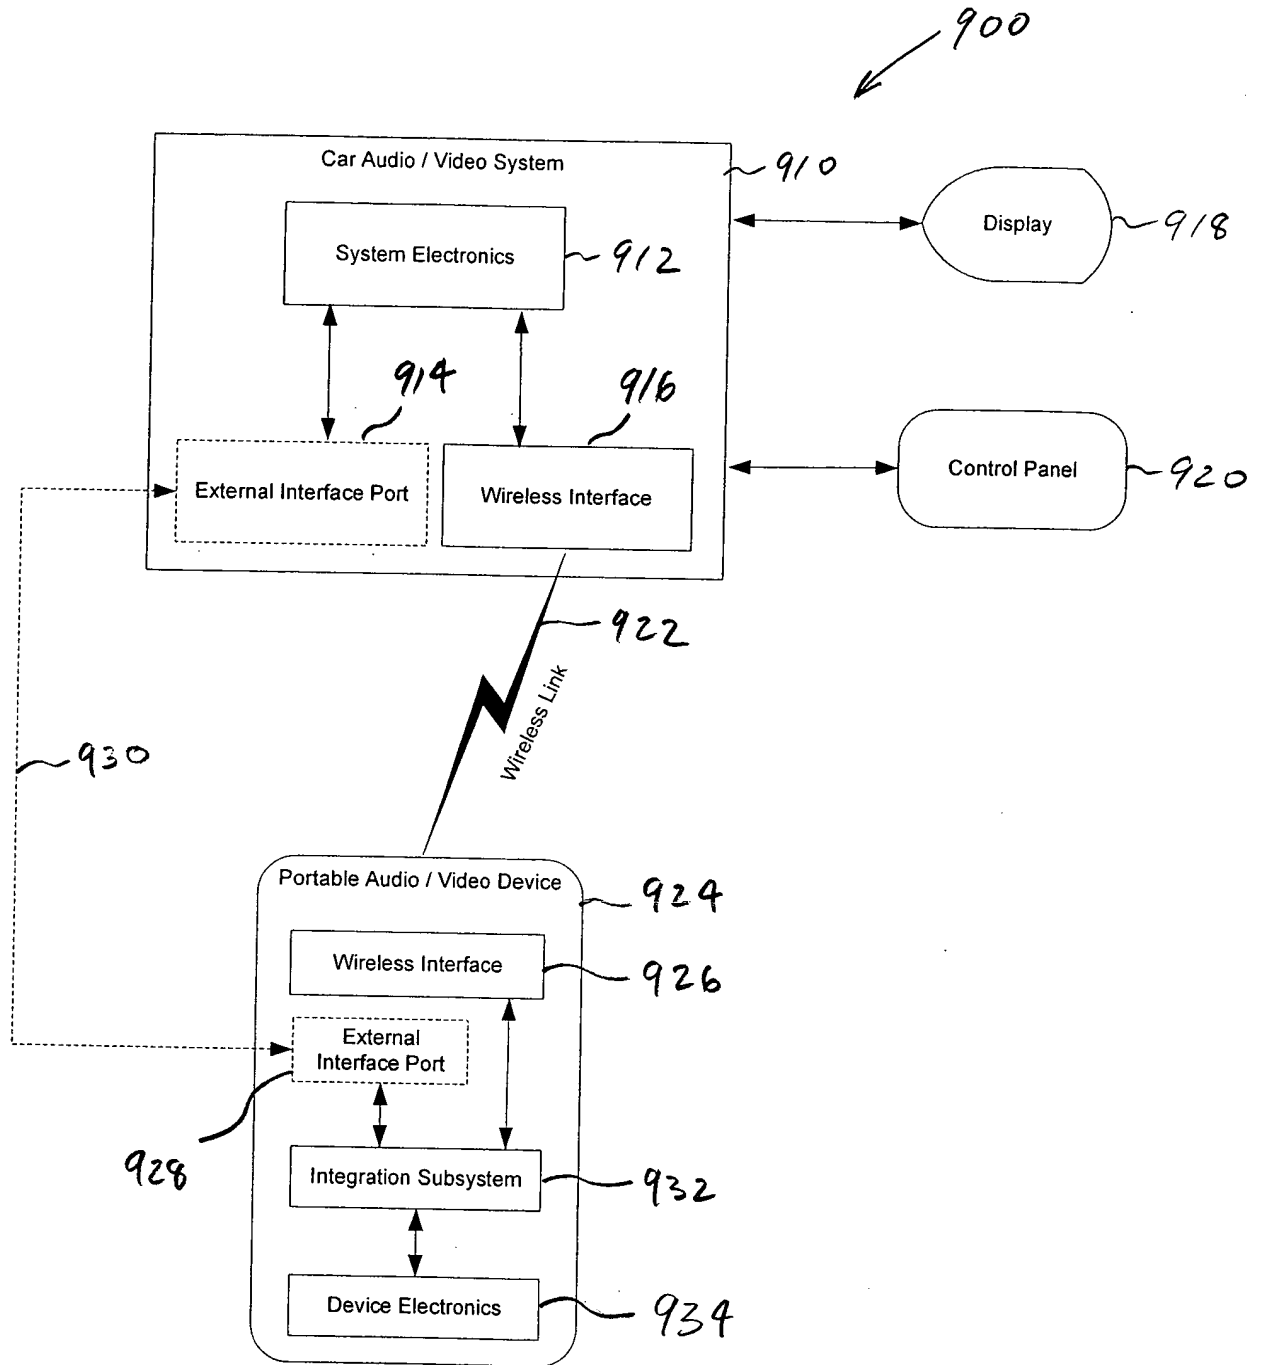 900
Car Audio / Video System
910
System Electronics
912
Display
918
914
916
External Interface Port
Wireless Interface
Control Panel
920
922
Wireless Link
930
Portable Audio / Video Device
924
Wireless Interface
926
External
Interface Port
928
Integration Subsystem
932
Device Electronics
934